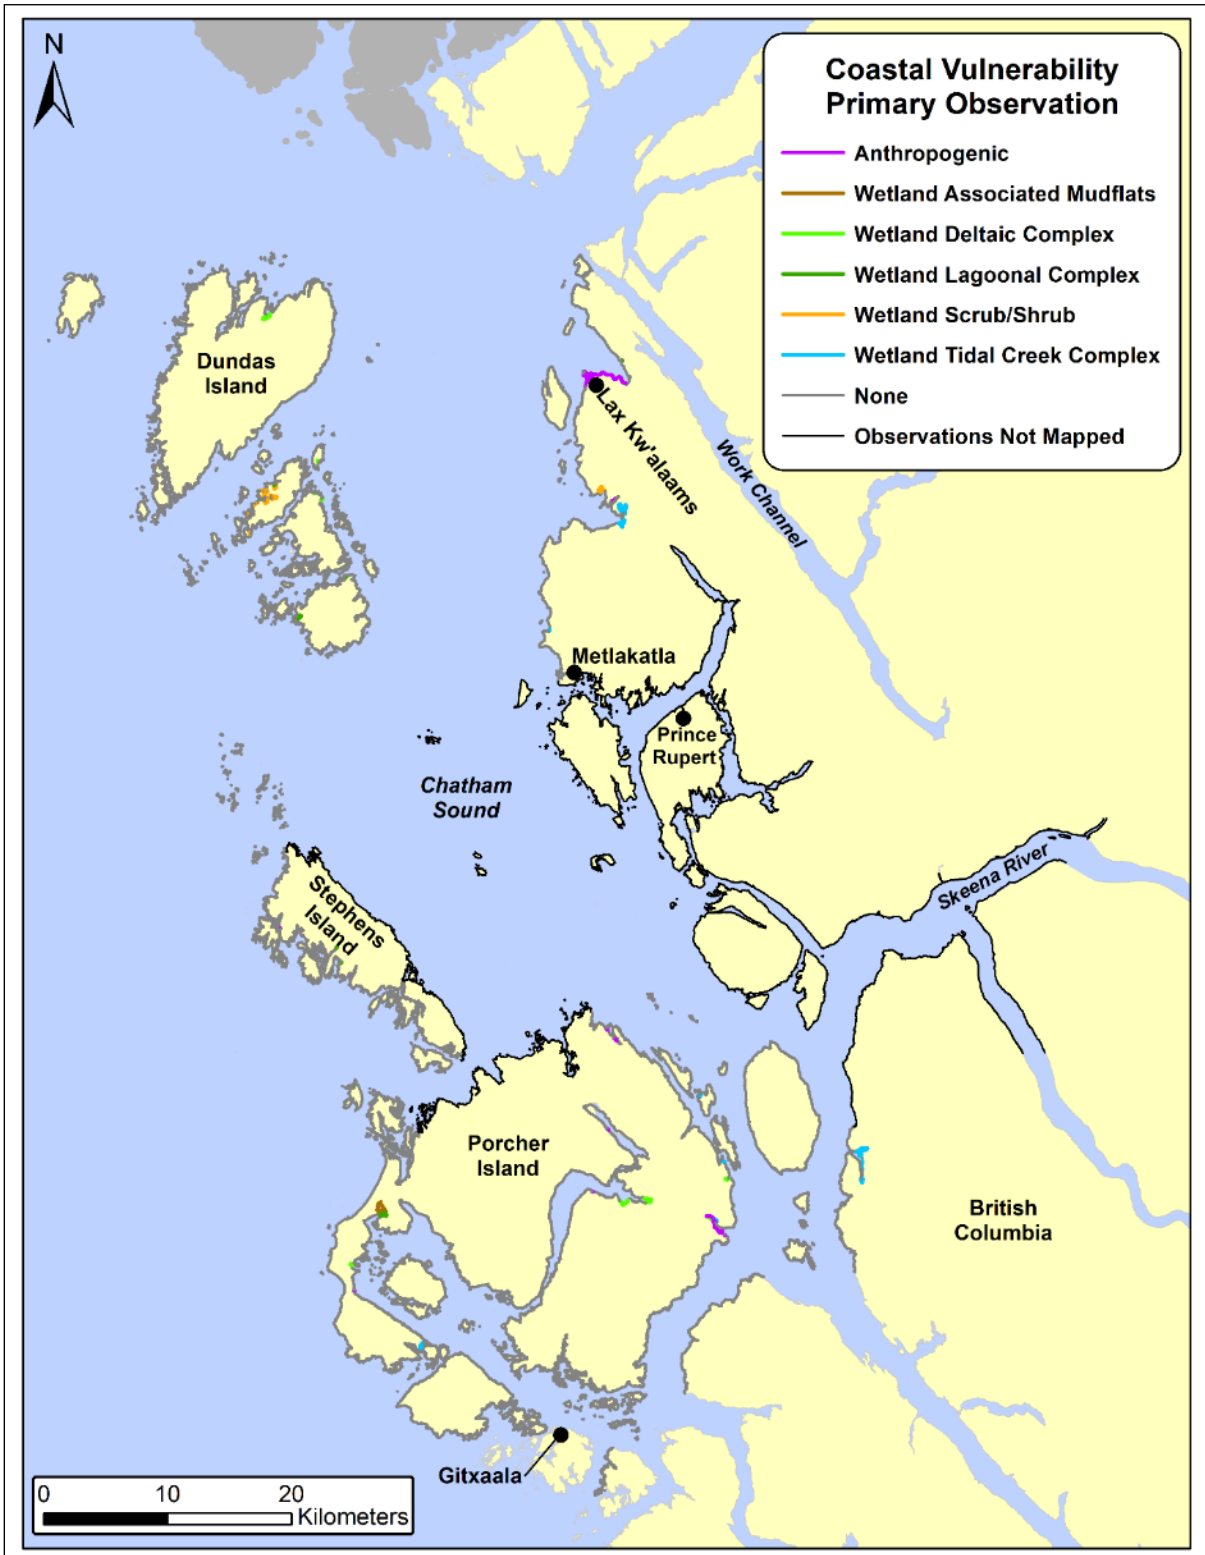 N
Coastal Vulnerability
Primary Observation
Anthropogenic
Wetland Associated Mudflats
Wetland Deltaic Complex
Wetland Lagoonal Complex
Wetland Scrub/Shrub
Wetland Tidal Creek Complex
None
Observations Not Mapped
Dundas
Island
Lax Kw'alaams
Work Channel
Metlakatla
Prince
Rupert
Chatham
Sound
Skeena River
Stephens
Island
Porcher
Island
British
Columbia
Gitxaala
0 10 20
Kilometers